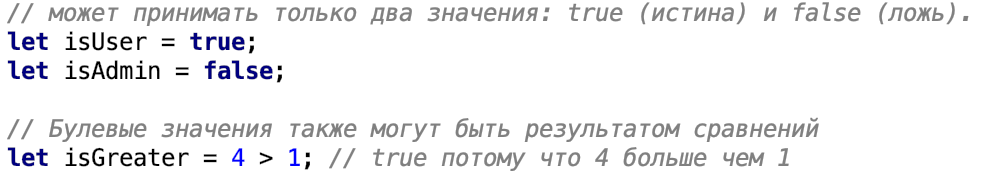 // может принимать только два значения: true (истина) и false (ложь).
let isUser = true;
let isAdmin = false;
// Булевые значения также могут быть результатом сравнений
let isGreater = 4 > 1; // true потому что 4 больше чем 1